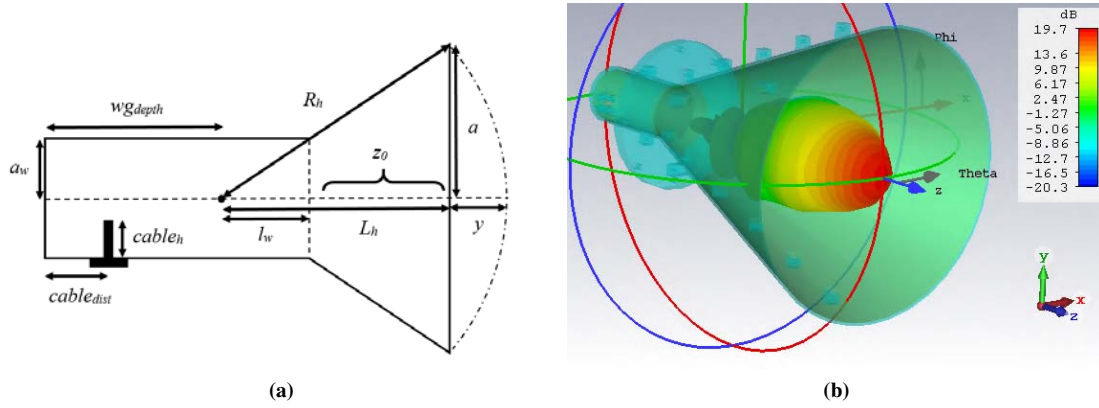 wg_depth
R_h
a
a_w
z_0
cable_h
l_w
L_h
y
cable_dist
(a)
dB
19.7
13.6
9.87
6.17
2.47
-1.27
-5.06
-8.86
-12.7
-16.5
-20.3
Phi
x
Theta
z
y
x
z
(b)